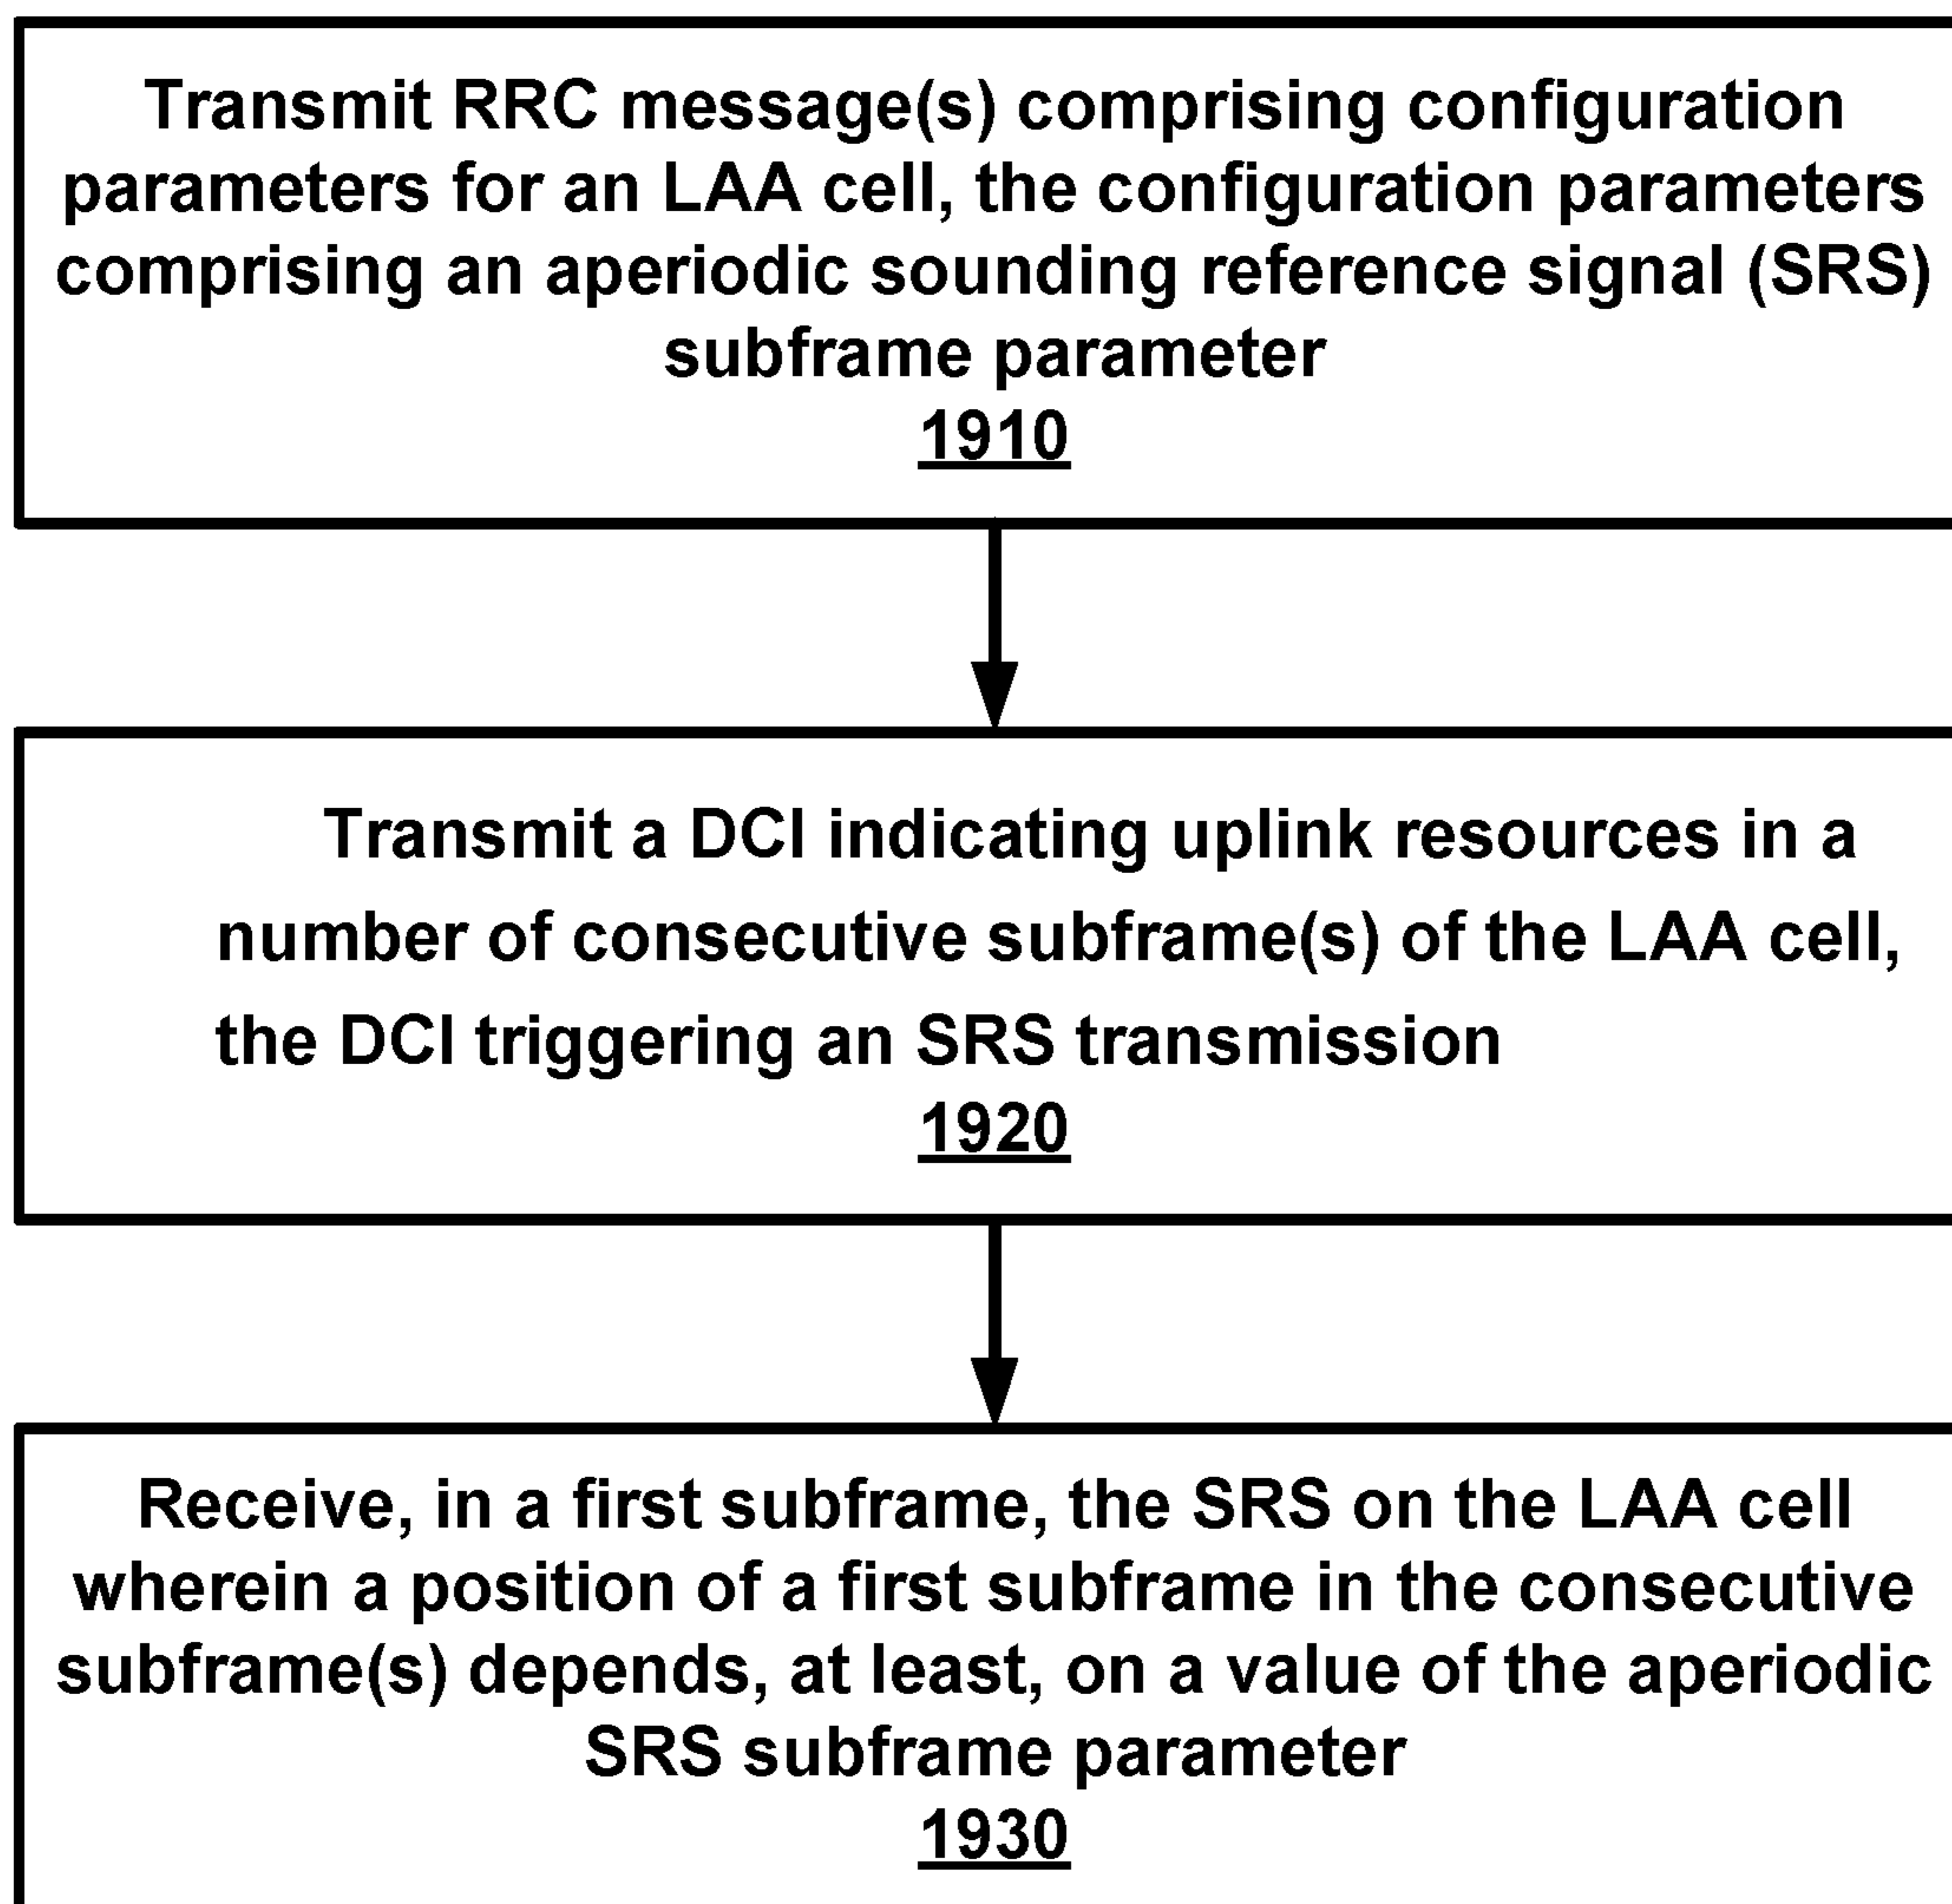 Transmit RRC message(s) comprising configuration
parameters for an LAA cell, the configuration parameters
comprising an aperiodic sounding reference signal (SRS)
subframe parameter
1910
Transmit a DCI indicating uplink resources in a
number of consecutive subframe(s) of the LAA cell,
the DCI triggering an SRS transmission
1920
Receive, in a first subframe, the SRS on the LAA cell
wherein a position of a first subframe in the consecutive
subframe(s) depends, at least, on a value of the aperiodic
SRS subframe parameter
1930